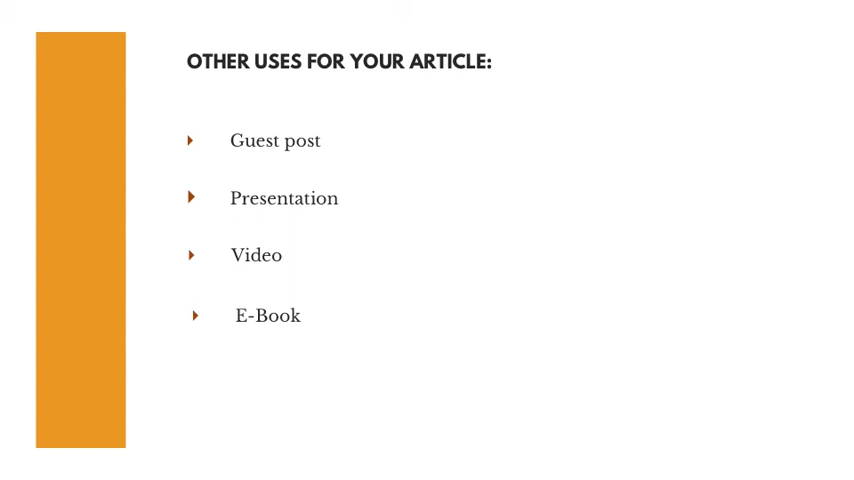 OTHER USES FOR YOUR ARTICLE:
Guest post
Presentation
Video
E-Book